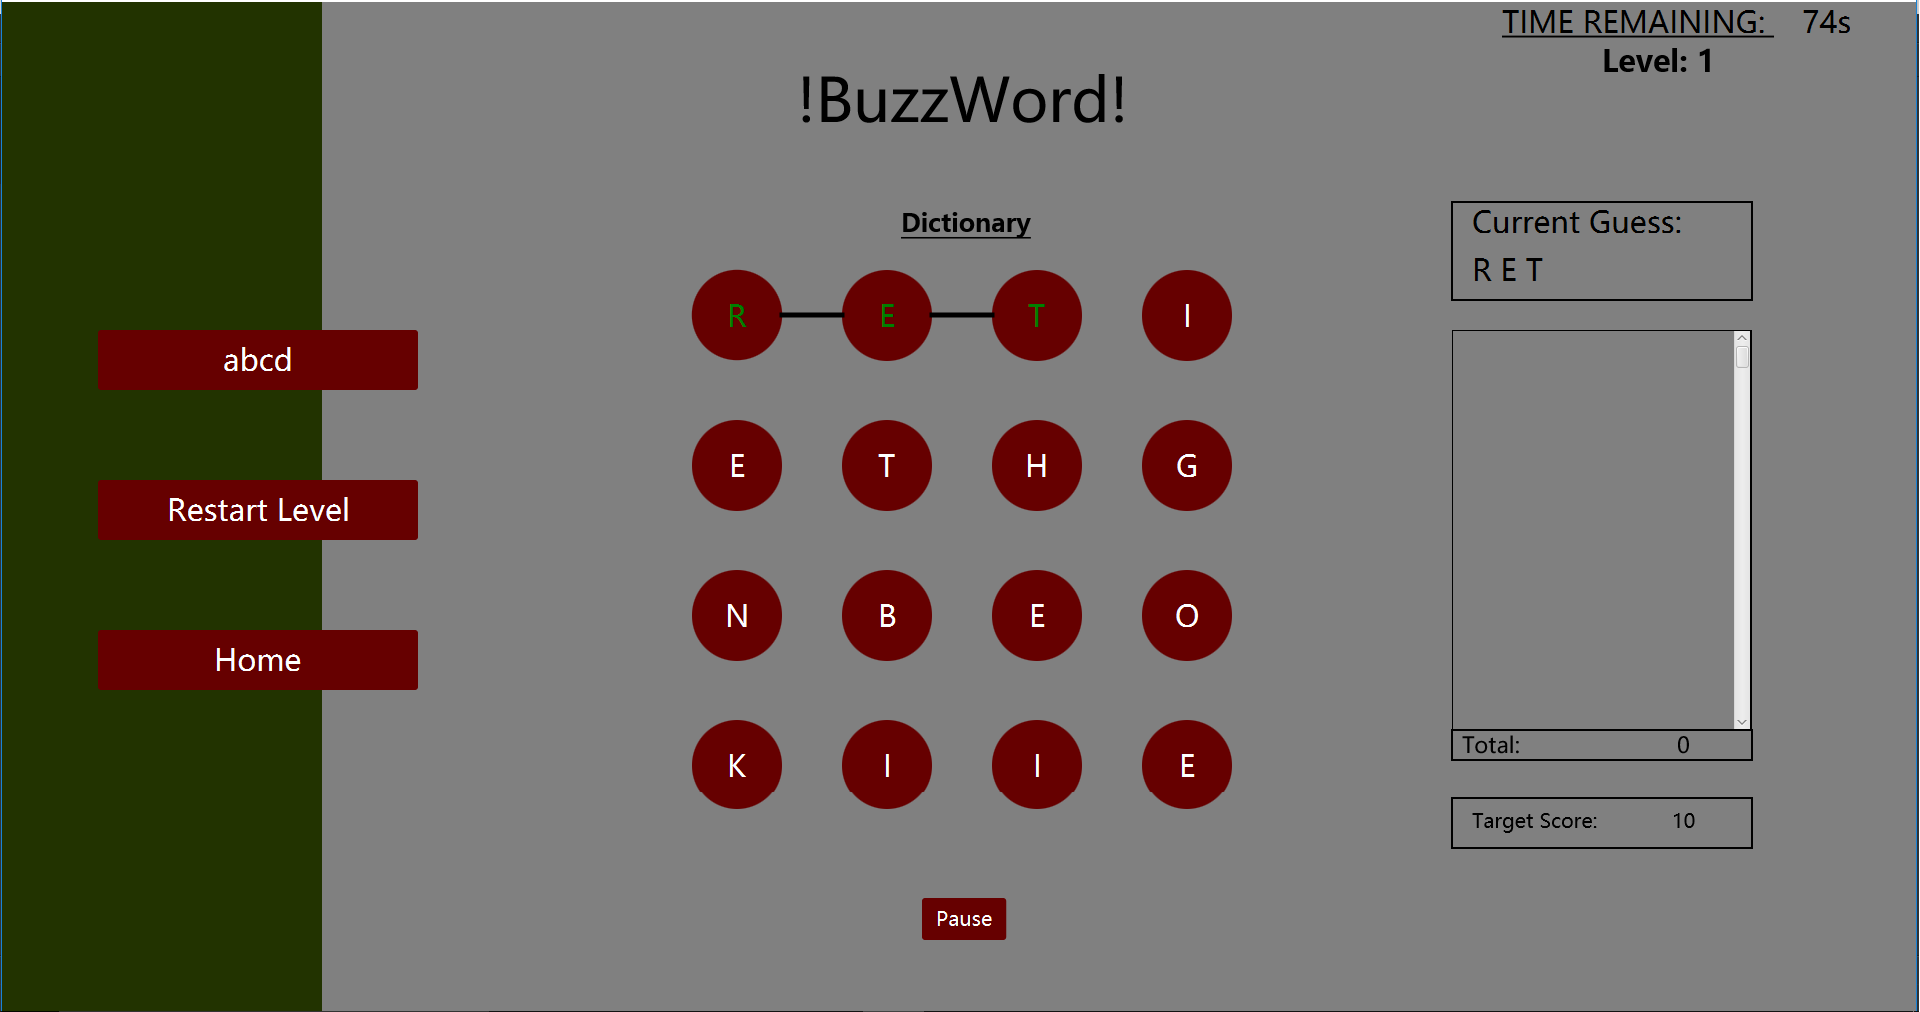 TIME REMAINING: 74s
Level: 1
!BuzzWord!
Dictionary
abcd
Restart Level
Home
R E T I
E T H G
N B E O
K I I E
Pause
Current Guess:
R E T
Total: 0
Target Score: 10